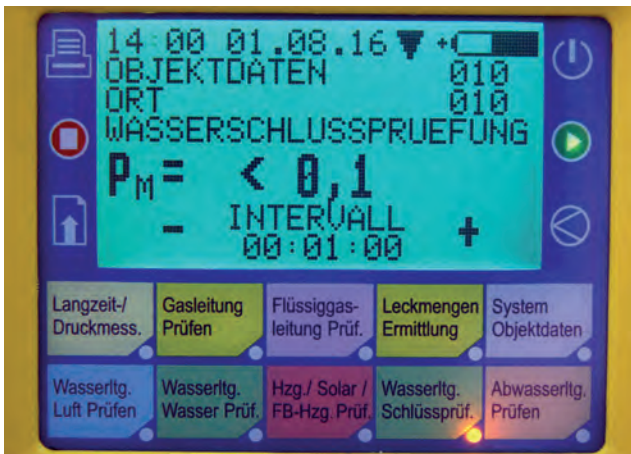 14:00 01.08.16
OBJEKTDATEN 010
ORT 010
WASSERSCHLUSSPRUEFUNG
PM= < 0,1
- INTERVALL +
00:01:00
Langzeit-/
Druckmess.
Gasleitung
Prüfen
Flüssiggas-
leitung Prüf.
Leckmengen
Ermittlung
System
Objektdaten
Wasserltg.
Luft Prüfen
Wasserltg.
Wasser Prüf.
Hzg./ Solar /
FB-Hzg. Prüf.
Wasserltg.
Schlüssprüf.
Abwasserltg.
Prüfen